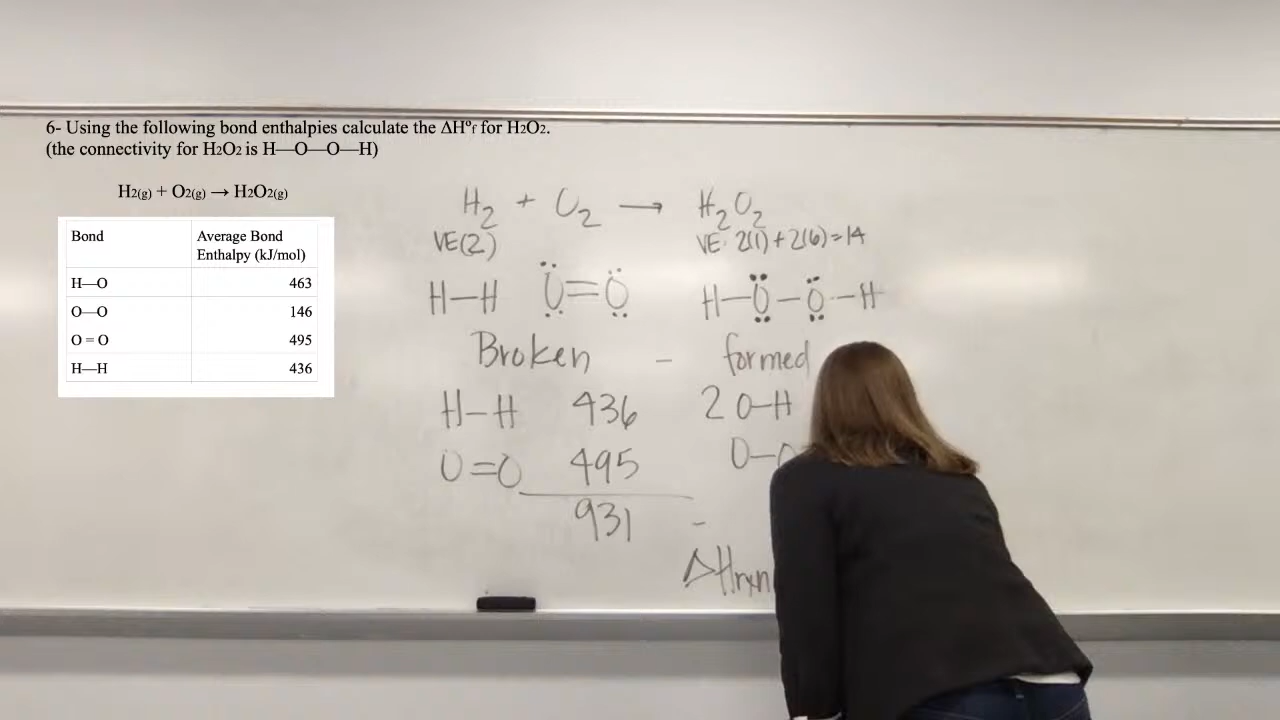 6- Using the following bond enthalpies calculate the ΔH°f for H2O2.
(the connectivity for H2O2 is H—O—O—H)
H2(g) + O2(g) → H2O2(g)
Bond Average Bond Enthalpy (kJ/mol)
H—O 463
O—O 146
O = O 495
H—H 436
H2 + O2 → H2O2
VE(2) VE: 2(1)+2(6)=14
H–H O=O H–O–O–H
Broken – formed
H–H 436 2 O–H
O=O 495 O–O
931 –
ΔHrxn